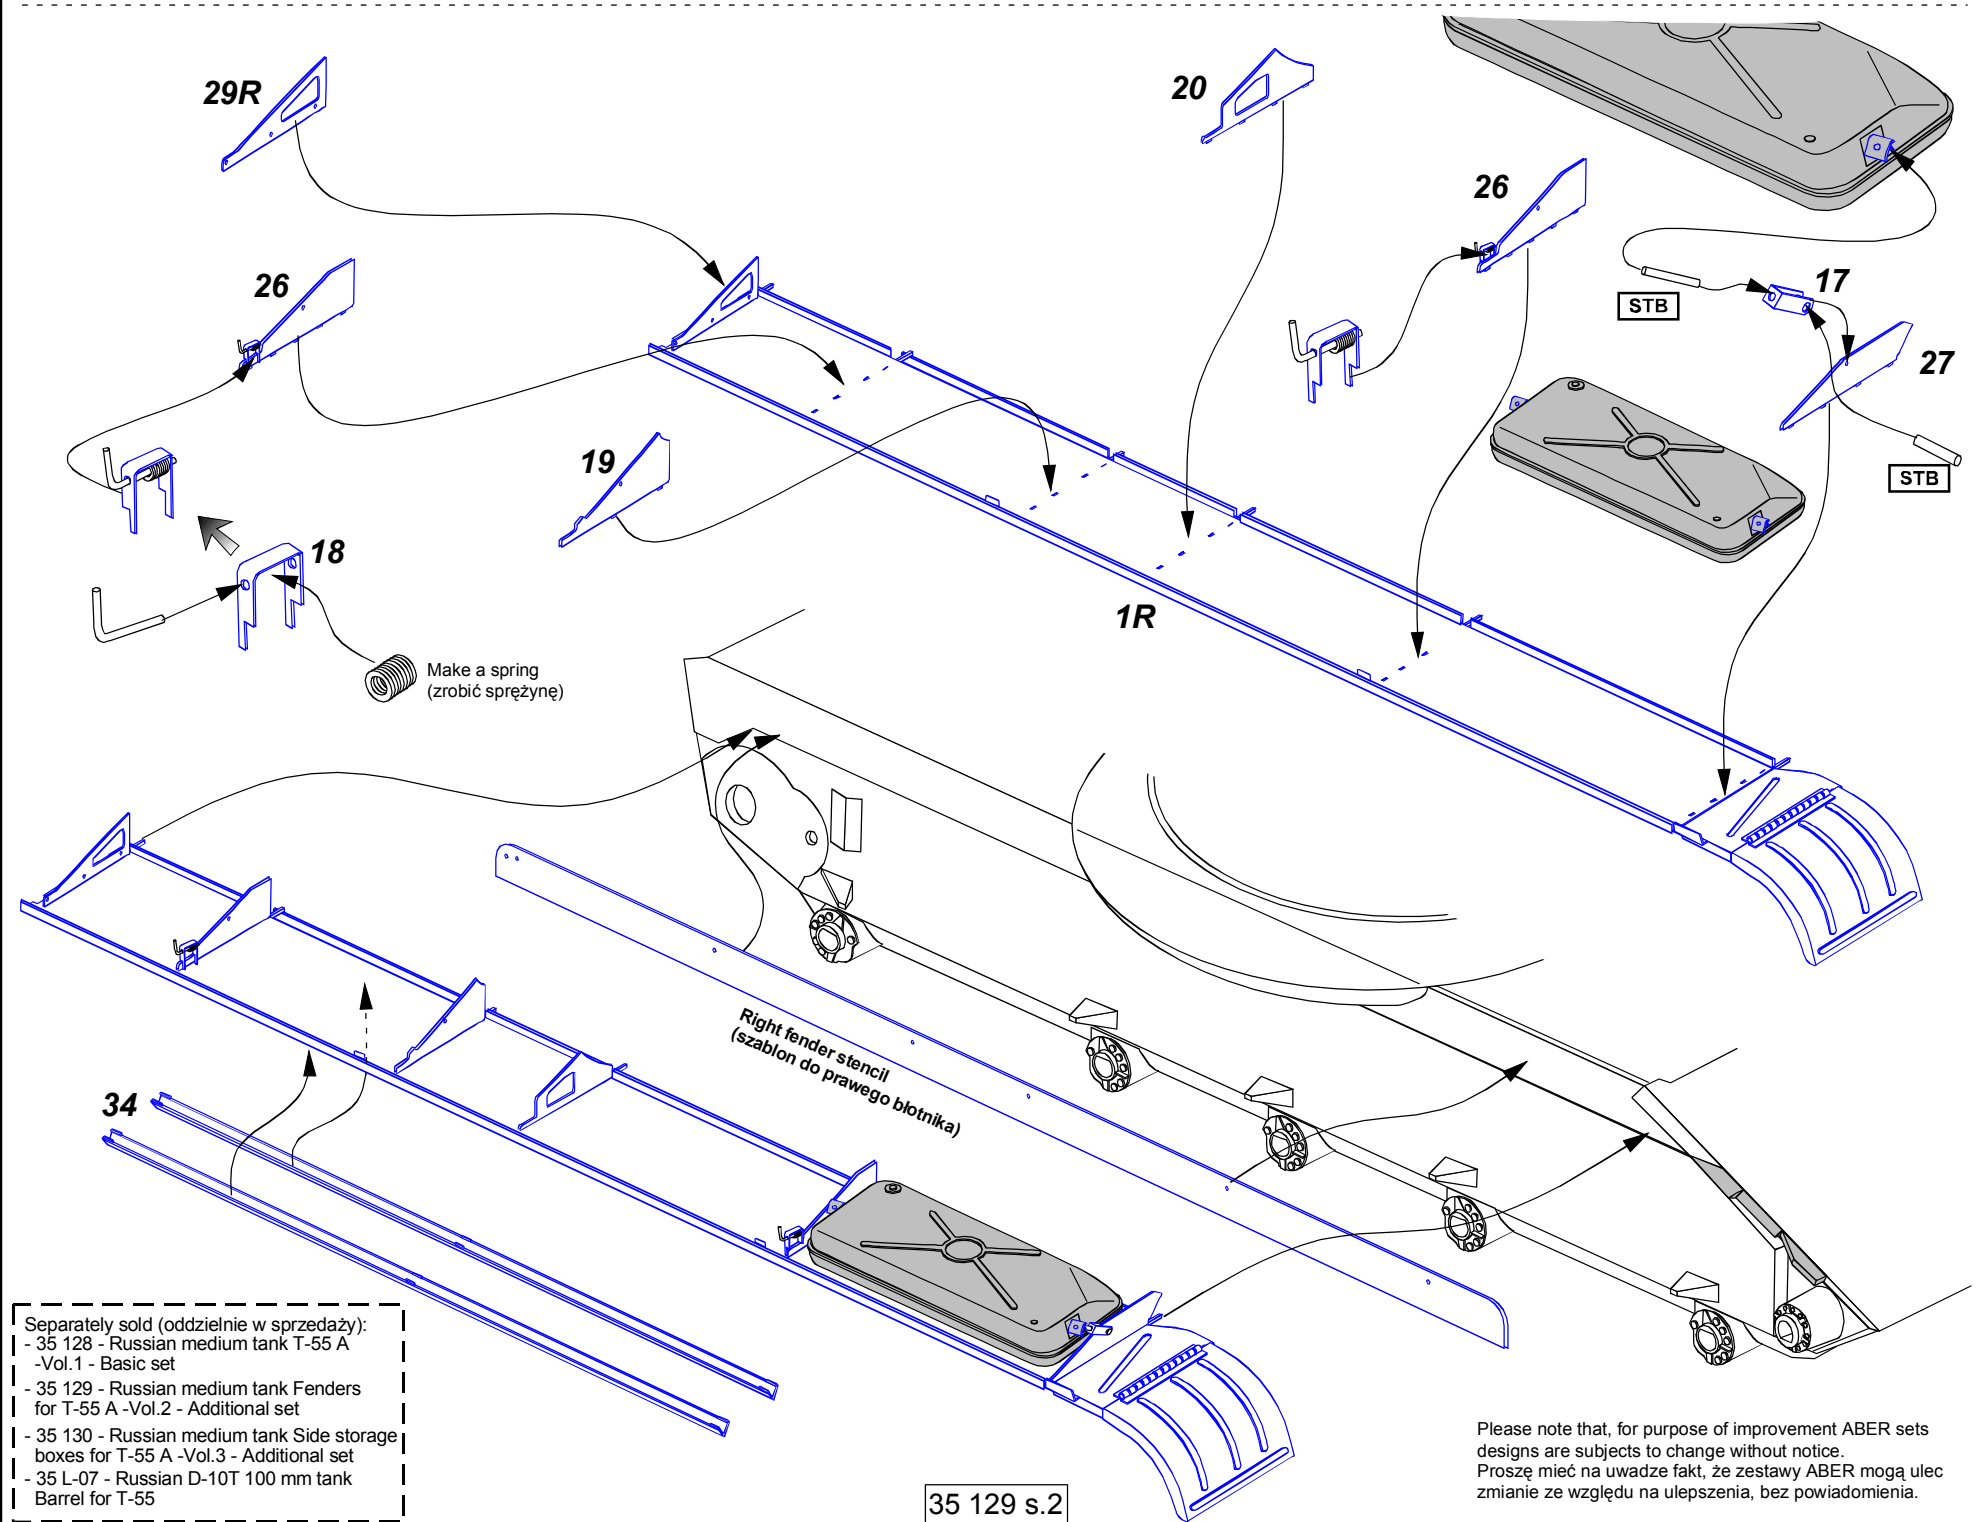 29R
20
26
26
17
STB
27
19
STB
18
1R
Make a spring
(zrobić sprężynę)
Right fender stencil
(szablon do prawego błotnika)
34
Separately sold (oddzielnie w sprzedaży):
- 35 128 - Russian medium tank T-55 A
-Vol.1 - Basic set
- 35 129 - Russian medium tank Fenders
for T-55 A -Vol.2 - Additional set
- 35 130 - Russian medium tank Side storage
boxes for T-55 A -Vol.3 - Additional set
- 35 L-07 - Russian D-10T 100 mm tank
Barrel for T-55
35 129 s.2
Please note that, for purpose of improvement ABER sets
designs are subjects to change without notice.
Proszę mieć na uwadze fakt, że zestawy ABER mogą ulec
zmianie ze względu na ulepszenia, bez powiadomienia.